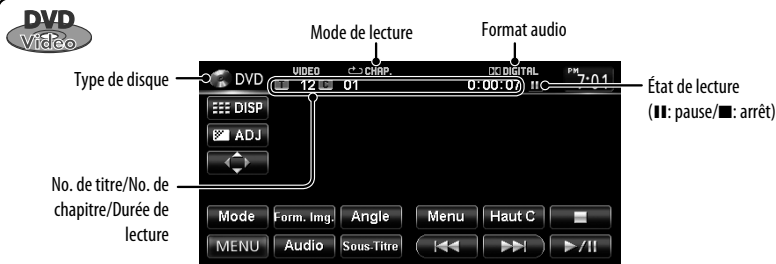 DVD
Video
Mode de lecture
Format audio
Type de disque
DVD
VIDEO
CHAP.
DIGITAL
PM 7:01
T 12 C 01 0:00:07
État de lecture
(▮▮: pause/■: arrêt)
DISP
ADJ
No. de titre/No. de
chapitre/Durée de
lecture
Mode
Form. Img.
Angle
Menu
Haut C
MENU
Audio
Sous-Titre